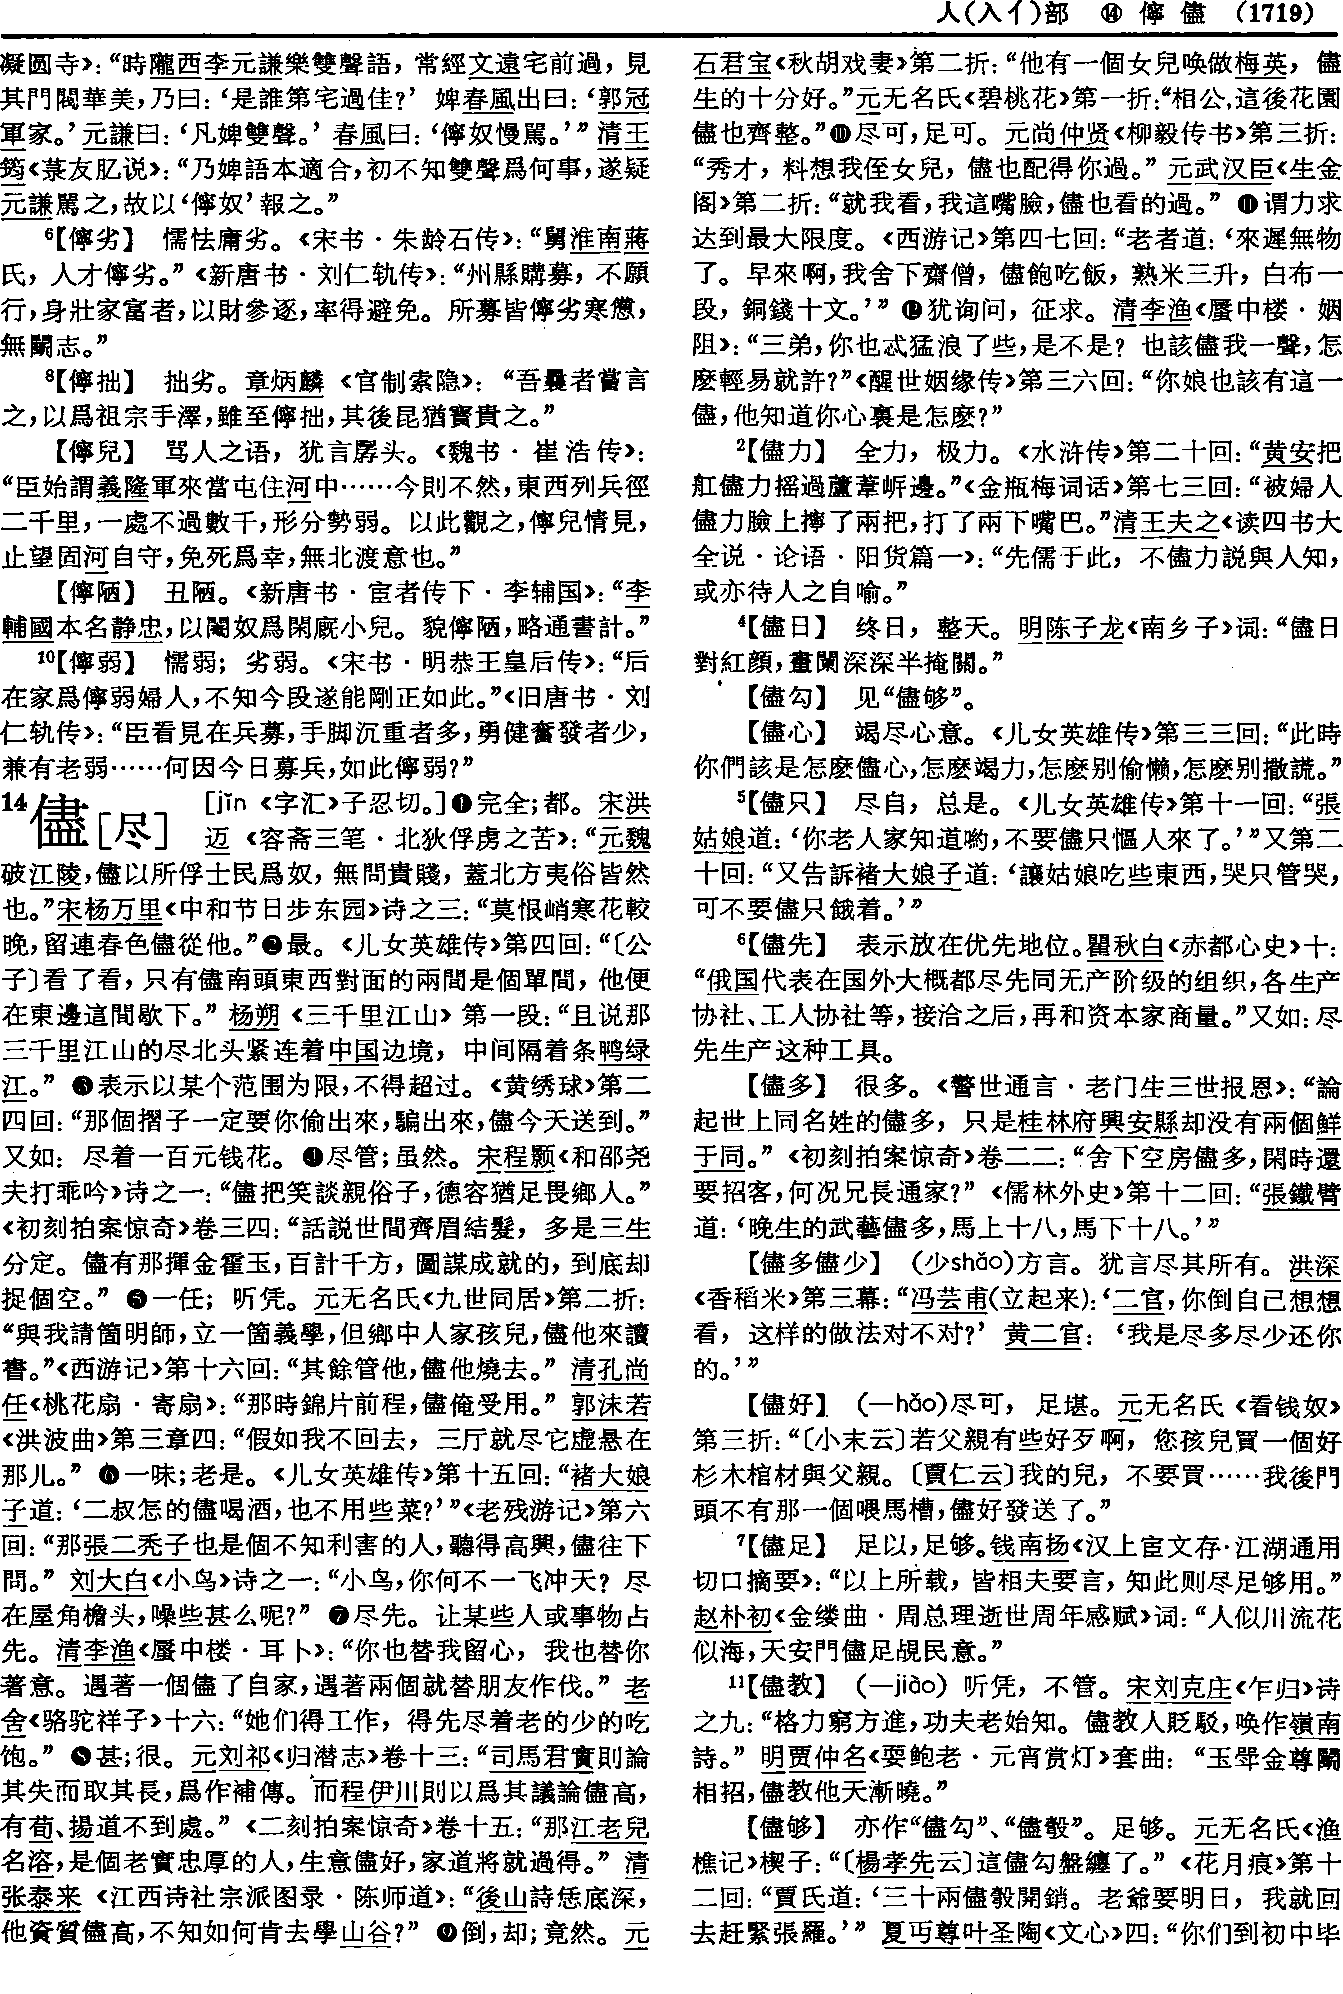 人(入亻)部 ⑭ 儜 儘 (1719)
凝圆寺》：“時隴西李元謙樂雙聲語，常經文遠宅前過，見
其門閥華美，乃曰：‘是誰第宅過佳？’婢春風出曰：‘郭冠
軍家。’元謙曰：‘凡婢雙聲。’春風曰：‘儜奴慢駡。’”清王
筠《菉友肊说》：“乃婢語本適合，初不知雙聲爲何事，遂疑
元謙駡之，故以‘儜奴’報之。”
6【儜劣】 懦怯庸劣。《宋书·朱龄石传》：“舅淮南蔣
氏，人才儜劣。”《新唐书·刘仁轨传》：“州縣購募，不願
行，身壯家富者，以財參逐，率得避免。所募皆儜劣寒憊，
無鬭志。”
8【儜拙】 拙劣。章炳麟《官制索隐》：“吾曩者嘗言
之，以爲祖宗手澤，雖至儜拙，其後昆猶寳貴之。”
【儜兒】 骂人之语，犹言孱头。《魏书·崔浩传》：
“臣始謂義隆軍來當屯住河中……今則不然，東西列兵徑
二千里，一處不過數千，形分勢弱。以此觀之，儜兒情見，
止望固河自守，免死爲幸，無北渡意也。”
【儜陋】 丑陋。《新唐书·宦者传下·李辅国》：“李
輔國本名静忠，以閹奴爲閑廐小兒。貌儜陋，略通書計。”
10【儜弱】 懦弱；劣弱。《宋书·明恭王皇后传》：“后
在家爲儜弱婦人，不知今段遂能剛正如此。”《旧唐书·刘
仁轨传》：“臣看見在兵募，手脚沉重者多，勇健奮發者少，
兼有老弱……何因今日募兵，如此儜弱？”
14儘[尽] [jǐn《字汇》子忍切。]❶完全；都。宋洪
迈《容斋三笔·北狄俘虏之苦》：“元魏
破江陵，儘以所俘士民爲奴，無問貴賤，蓋北方夷俗皆然
也。”宋杨万里《中和节日步东园》诗之三：“莫恨峭寒花較
晚，留連春色儘從他。”❷最。《儿女英雄传》第四回：“〔公
子〕看了看，只有儘南頭東西對面的兩間是個單間，他便
在東邊這間歇下。”杨朔《三千里江山》第一段：“且说那
三千里江山的尽北头紧连着中国边境，中间隔着条鸭绿
江。”❸表示以某个范围为限，不得超过。《黄绣球》第二
四回：“那個摺子一定要你偷出來，騙出來，儘今天送到。”
又如：尽着一百元钱花。❹尽管；虽然。宋程颢《和邵尧
夫打乖吟》诗之一：“儘把笑談親俗子，德容猶足畏鄉人。”
《初刻拍案惊奇》卷三四：“話說世間齊眉結髮，多是三生
分定。儘有那揮金霍玉，百計千方，圖謀成就的，到底却
捉個空。”❺一任；听凭。元无名氏《九世同居》第二折：
“與我請箇明師，立一箇義學，但鄉中人家孩兒，儘他來讀
書。”《西游记》第十六回：“其餘管他，儘他燒去。”清孔尚
任《桃花扇·寄扇》：“那時錦片前程，儘俺受用。”郭沫若
《洪波曲》第三章四：“假如我不回去，三厅就尽它虚悬在
那儿。”❻一味；老是。《儿女英雄传》第十五回：“褚大娘
子道：‘二叔怎的儘喝酒，也不用些菜？’”《老残游记》第六
回：“那張二秃子也是個不知利害的人，聽得高興，儘往下
問。”刘大白《小鸟》诗之一：“小鸟，你何不一飞冲天？尽
在屋角檐头，噪些甚么呢？”❼尽先。让某些人或事物占
先。清李渔《蜃中楼·耳卜》：“你也替我留心，我也替你
著意。遇著一個儘了自家，遇著兩個就替朋友作伐。”老
舍《骆驼祥子》十六：“她们得工作，得先尽着老的少的吃
饱。”❽甚；很。元刘祁《归潜志》卷十三：“司馬君實則論
其失而取其長，爲作補傳。而程伊川則以爲其議論儘高，
有荀、揚道不到處。”《二刻拍案惊奇》卷十五：“那江老兒
名溶，是個老實忠厚的人，生意儘好，家道將就過得。”清
张泰来《江西诗社宗派图录·陈师道》：“後山詩恁底深，
他資質儘高，不知如何肯去學山谷？”❾倒，却；竟然。元
石君宝《秋胡戏妻》第二折：“他有一個女兒唤做梅英，儘
生的十分好。”元无名氏《碧桃花》第一折：“相公，這後花園
儘也齊整。”❿尽可，足可。元尚仲贤《柳毅传书》第三折：
“秀才，料想我侄女兒，儘也配得你過。”元武汉臣《生金
阁》第二折：“就我看，我這嘴臉，儘也看的過。”⓫谓力求
达到最大限度。《西游记》第四七回：“老者道：‘來遲無物
了。早來啊，我舍下齋僧，儘飽吃飯，熟米三升，白布一
段，銅錢十文。’”⓬犹询问，征求。清李渔《蜃中楼·姻
阻》：“三弟，你也忒猛浪了些，是不是？也該儘我一聲，怎
麽輕易就許？”《醒世姻缘传》第三六回：“你娘也該有這一
儘，他知道你心裏是怎麽？”
2【儘力】 全力，极力。《水浒传》第二十回：“黄安把
舡儘力摇過蘆葦㟁邊。”《金瓶梅词话》第七三回：“被婦人
儘力臉上擰了兩把，打了兩下嘴巴。”清王夫之《读四书大
全说·论语·阳货篇一》：“先儒于此，不儘力説與人知，
或亦待人之自喻。”
4【儘日】 终日，整天。明陈子龙《南乡子》词：“儘日
對紅顔，畫閣深深半掩關。”
【儘勾】 见“儘够”。
【儘心】 竭尽心意。《儿女英雄传》第三三回：“此時
你們該是怎麽儘心，怎麽竭力，怎麽别偷懒，怎麽别撒謊。”
5【儘只】 尽自，总是。《儿女英雄传》第十一回：“張
姑娘道：‘你老人家知道喲，不要儘只慪人來了。’”又第二
十回：“又告訴褚大娘子道：‘讓姑娘吃些東西，哭只管哭，
可不要儘只餓着。’”
6【儘先】 表示放在优先地位。瞿秋白《赤都心史》十：
“俄国代表在国外大概都尽先同无产阶级的组织，各生产
协社、工人协社等，接洽之后，再和资本家商量。”又如：尽
先生产这种工具。
【儘多】 很多。《警世通言·老门生三世报恩》：“論
起世上同名姓的儘多，只是桂林府興安縣却没有兩個鮮
于同。”《初刻拍案惊奇》卷二二：“舍下空房儘多，閑時還
要招客，何况兄長通家？”《儒林外史》第十二回：“張鐵臂
道：‘晚生的武藝儘多，馬上十八，馬下十八。’”
【儘多儘少】 （少shǎo）方言。犹言尽其所有。洪深
《香稻米》第三幕：“冯芸甫（立起来）：‘二官，你倒自己想想
看，这样的做法对不对？’黄二官：‘我是尽多尽少还你
的。’”
【儘好】 （—hǎo）尽可，足堪。元无名氏《看钱奴》
第三折：“〔小末云〕若父親有些好歹啊，您孩兒買一個好
杉木棺材與父親。〔賈仁云〕我的兒，不要買……我後門
頭不有那一個喂馬槽，儘好發送了。”
7【儘足】 足以，足够。钱南扬《汉上宧文存·江湖通用
切口摘要》：“以上所载，皆相夫要言，知此则尽足够用。”
赵朴初《金缕曲·周总理逝世周年感赋》词：“人似川流花
似海，天安門儘足覘民意。”
11【儘教】 （—jiào）听凭，不管。宋刘克庄《乍归》诗
之九：“格力窮方進，功夫老始知。儘教人貶駁，唤作嶺南
詩。”明贾仲名《耍鲍老·元宵赏灯》套曲：“玉斝金尊鬬
相招，儘教他天漸曉。”
【儘够】 亦作“儘勾”、“儘彀”。足够。元无名氏《渔
樵记》楔子：“〔楊孝先云〕這儘勾盤纏了。”《花月痕》第十
二回：“賈氏道：‘三十兩儘彀開銷。老爺要明日，我就回
去赶緊張羅。’”夏丏尊叶圣陶《文心》四：“你们到初中毕